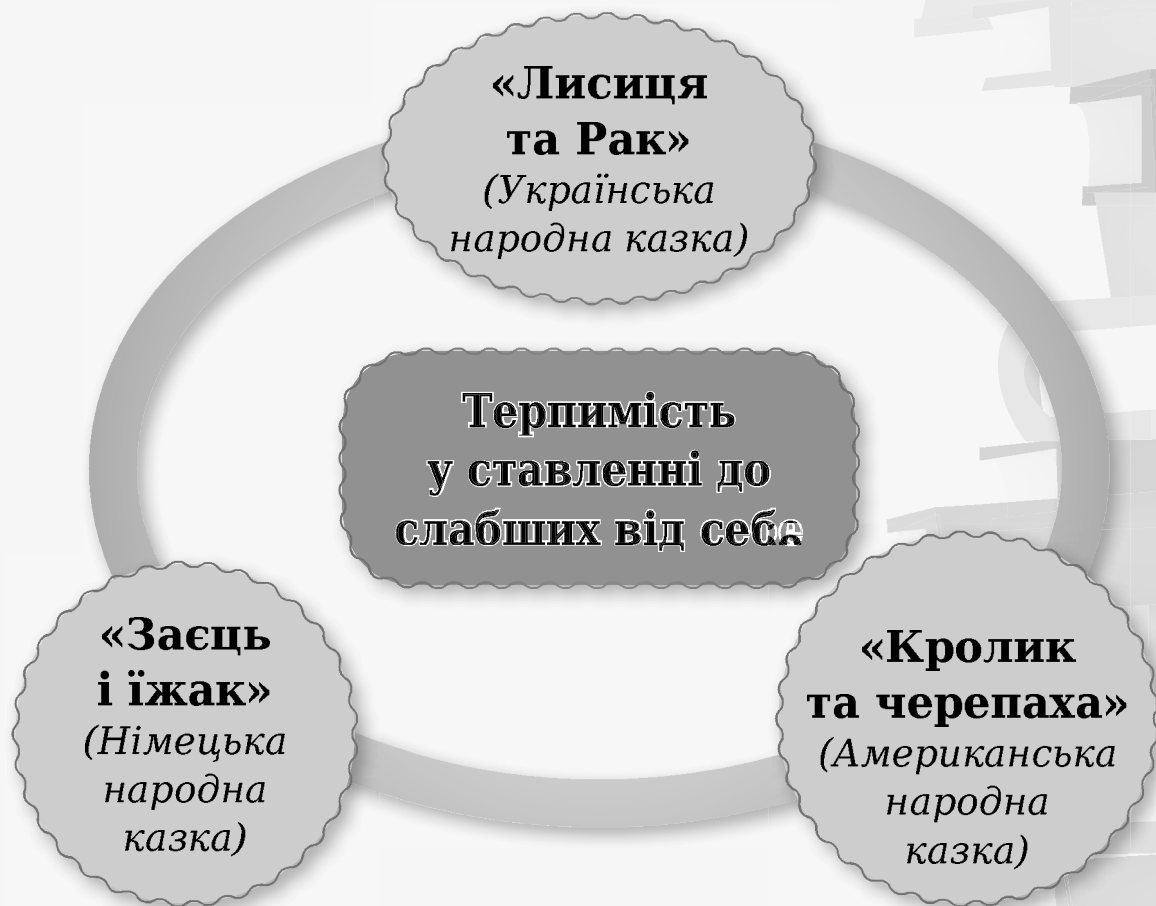 «Лисиця
та Рак»
(Українська
народна казка)
Терпимість
у ставленні до
слабших від себе
«Заєць
і їжак»
(Німецька
народна
казка)
«Кролик
та черепаха»
(Американська
народна
казка)